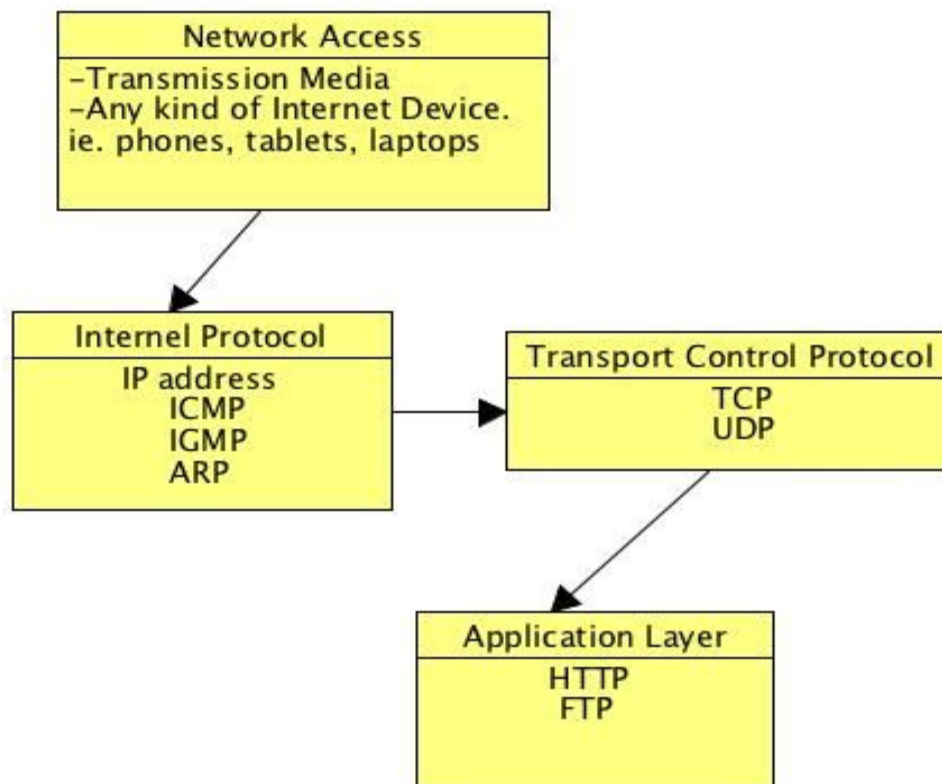 Network Access
-Transmission Media
-Any kind of Internet Device.
ie. phones, tablets, laptops
Internel Protocol
IP address
ICMP
IGMP
ARP
Transport Control Protocol
TCP
UDP
Application Layer
HTTP
FTP